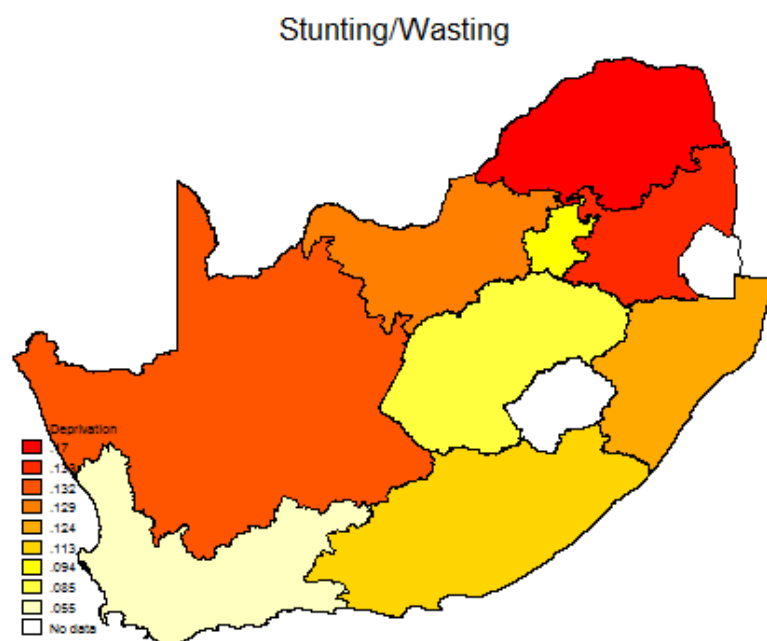 Stunting/Wasting
Deprivation
.17
.132
.129
.124
.113
.094
.085
.055
No data